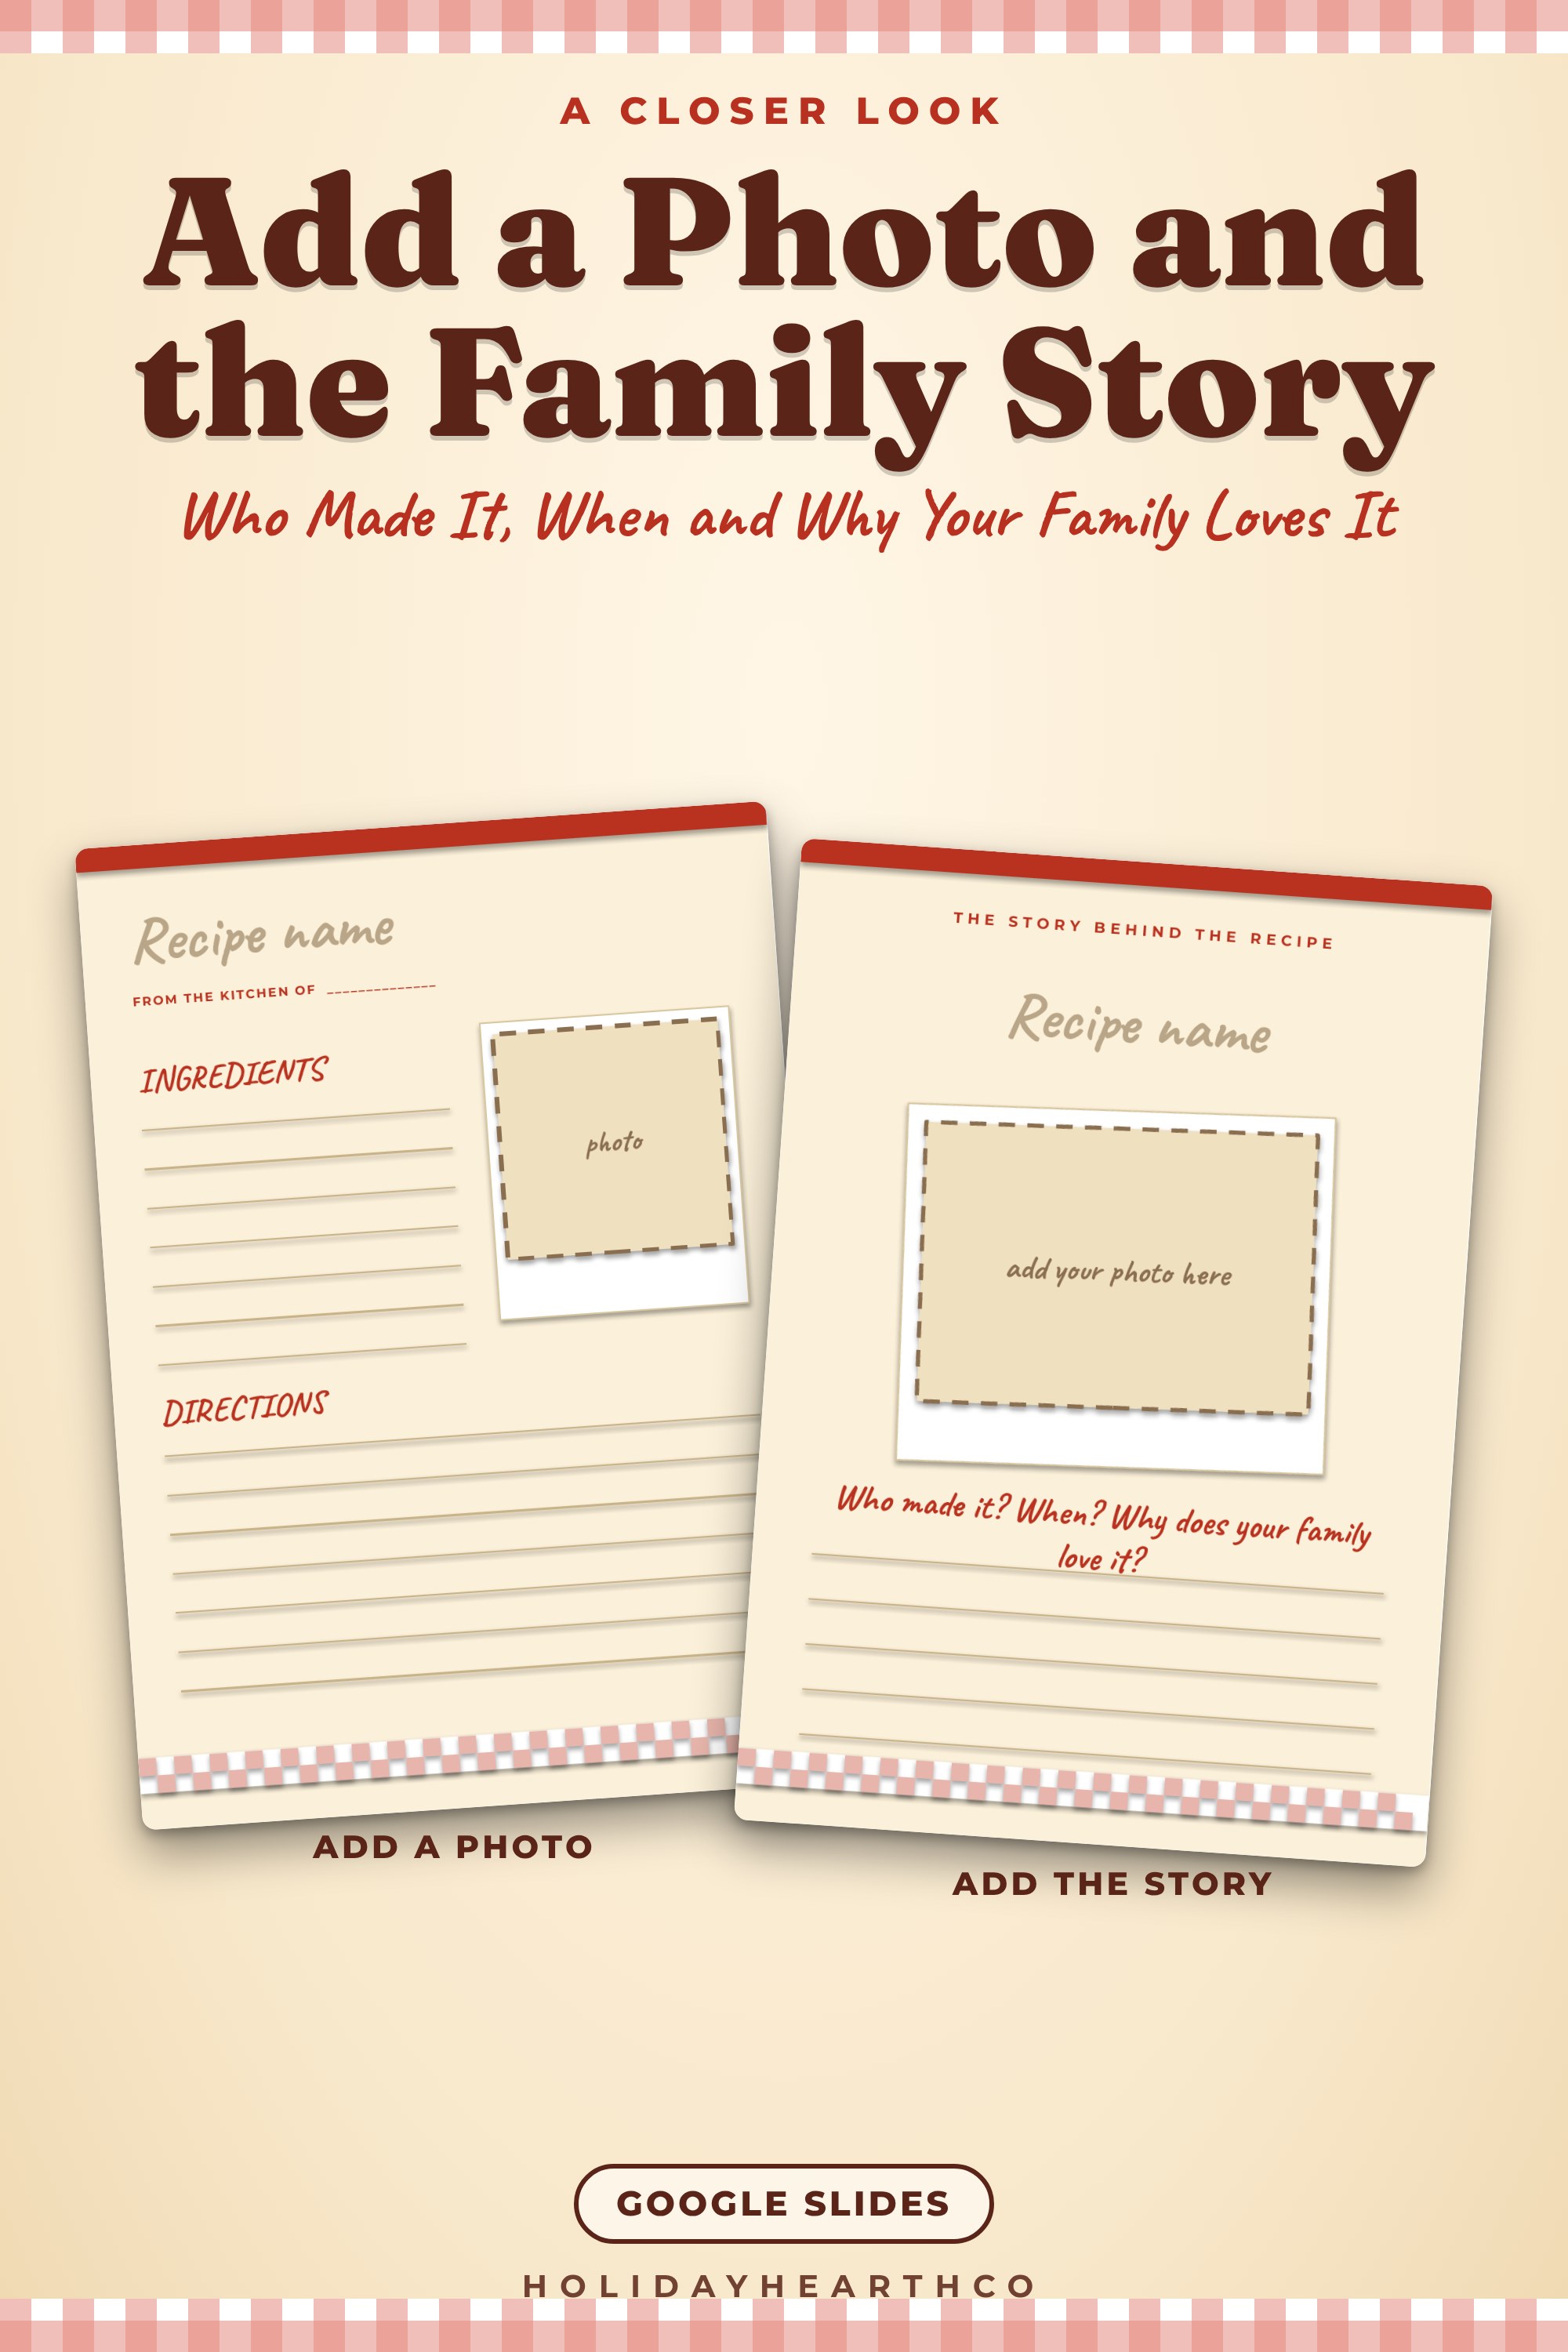 A CLOSER LOOK
Add a Photo and
the Family Story
Who Made It, When and Why Your Family Loves It
Recipe name
FROM THE KITCHEN OF ______________
INGREDIENTS
photo
DIRECTIONS
THE STORY BEHIND THE RECIPE
Recipe name
add your photo here
Who made it? When? Why does your family
love it?
ADD A PHOTO
ADD THE STORY
GOOGLE SLIDES
HOLIDAYHEARTHCO